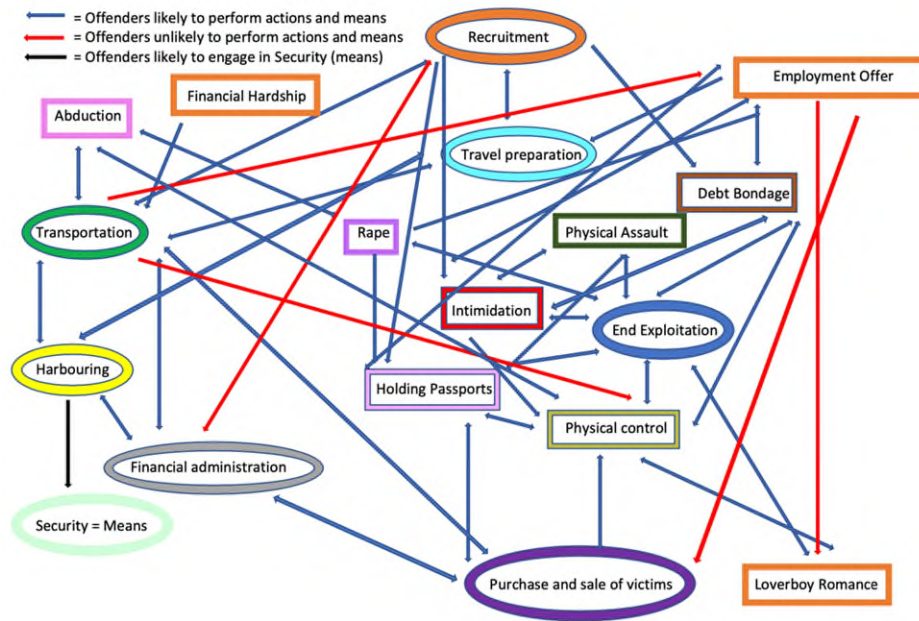 = Offenders likely to perform actions and means
= Offenders unlikely to perform actions and means
= Offenders likely to engage in Security (means)
Recruitment
Employment Offer
Financial Hardship
Abduction
Travel preparation
Debt Bondage
Transportation
Rape
Physical Assault
Intimidation
End Exploitation
Harbouring
Holding Passports
Physical control
Financial administration
Security = Means
Purchase and sale of victims
Loverboy Romance